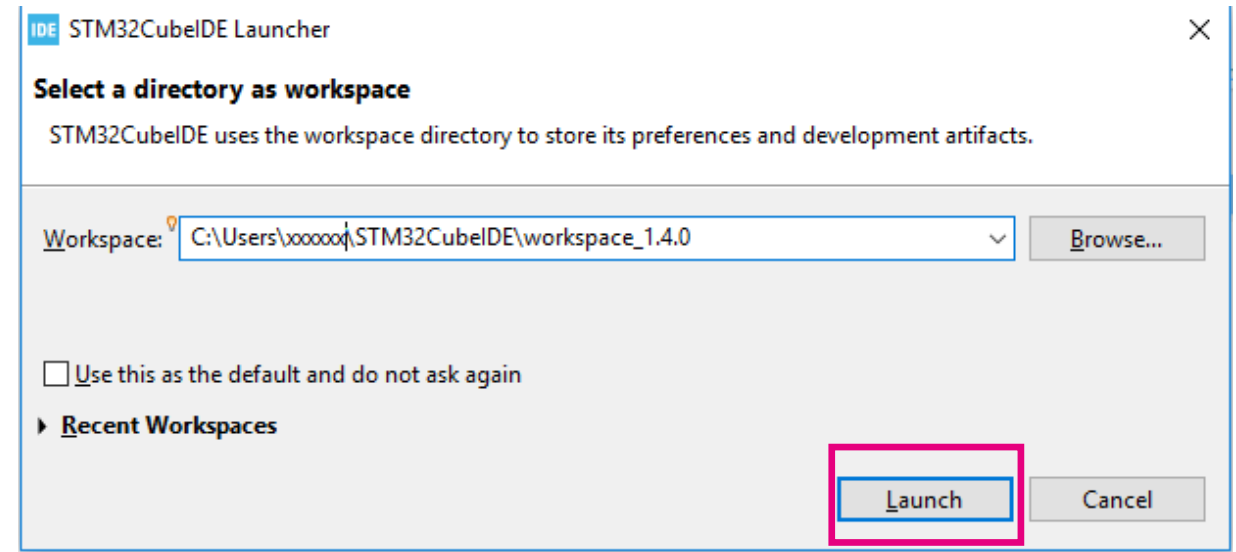 IDE STM32CubeIDE Launcher
Select a directory as workspace
STM32CubeIDE uses the workspace directory to store its preferences and development artifacts.
Workspace: C:\Users\xxxxxx\STM32CubeIDE\workspace_1.4.0 Browse...
Use this as the default and do not ask again
Recent Workspaces
Launch Cancel